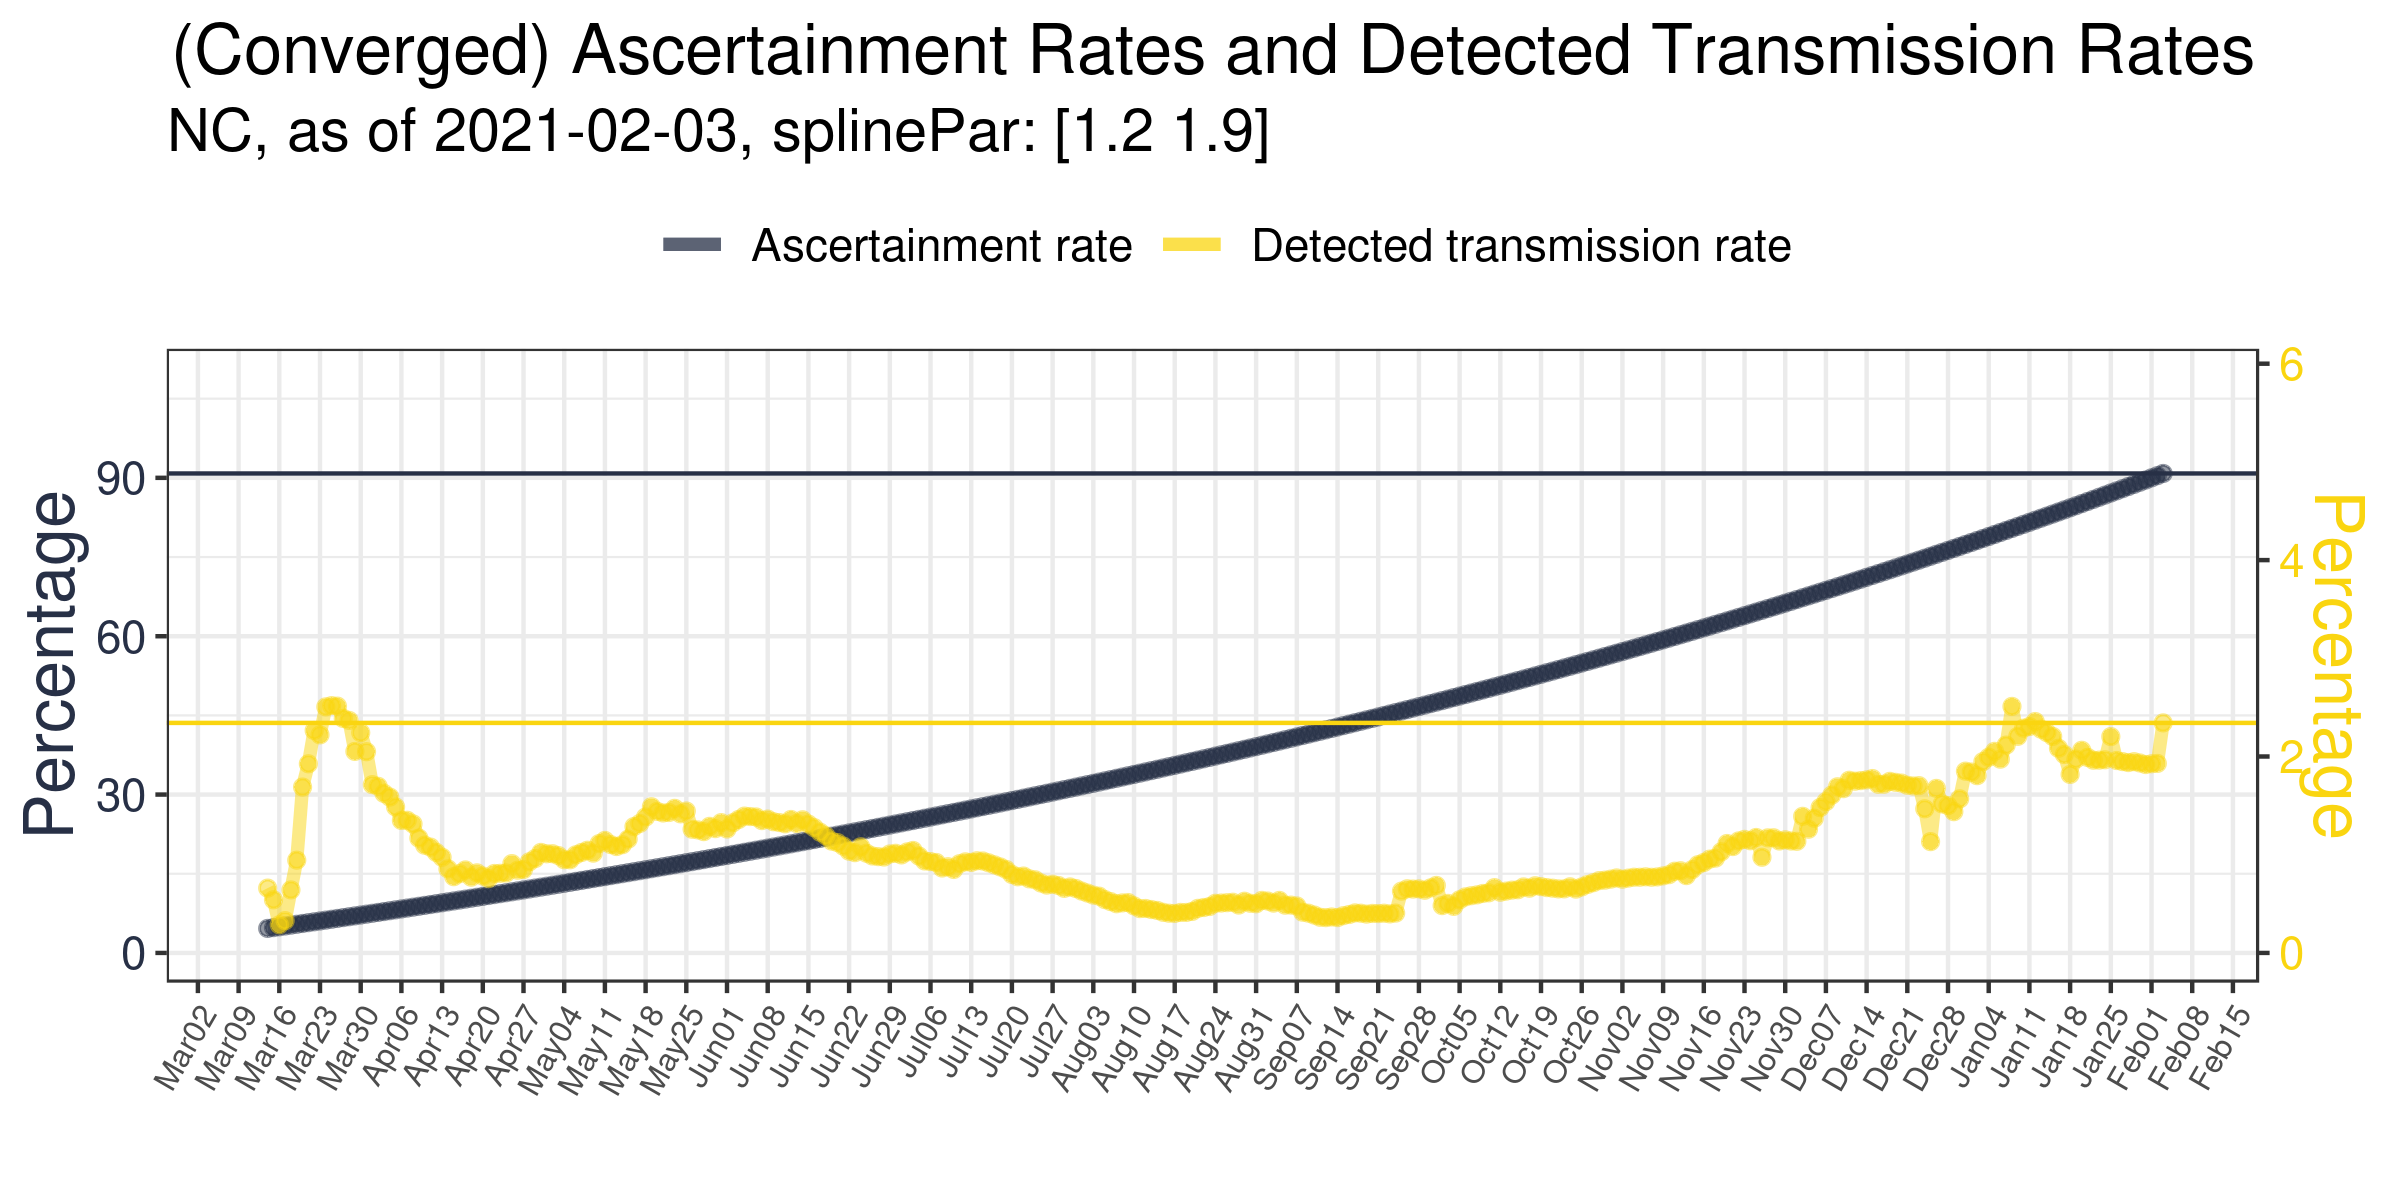 (Converged) Ascertainment Rates and Detected Transmission Rates
NC, as of 2021-02-03, splinePar: [1.2 1.9]
Ascertainment rate Detected transmission rate
Percentage
90
60
30
0
6
4
2
0
Percentage
Mar02 Mar09 Mar16 Mar23 Mar30 Apr06 Apr13 Apr20 Apr27 May04 May11 May18 May25 Jun01 Jun08 Jun15 Jun22 Jun29 Jul06 Jul13 Jul20 Jul27 Aug03 Aug10 Aug17 Aug24 Aug31 Sep07 Sep14 Sep21 Sep28 Oct05 Oct12 Oct19 Oct26 Nov02 Nov09 Nov16 Nov23 Nov30 Dec07 Dec14 Dec21 Dec28 Jan04 Jan11 Jan18 Jan25 Feb01 Feb08 Feb15